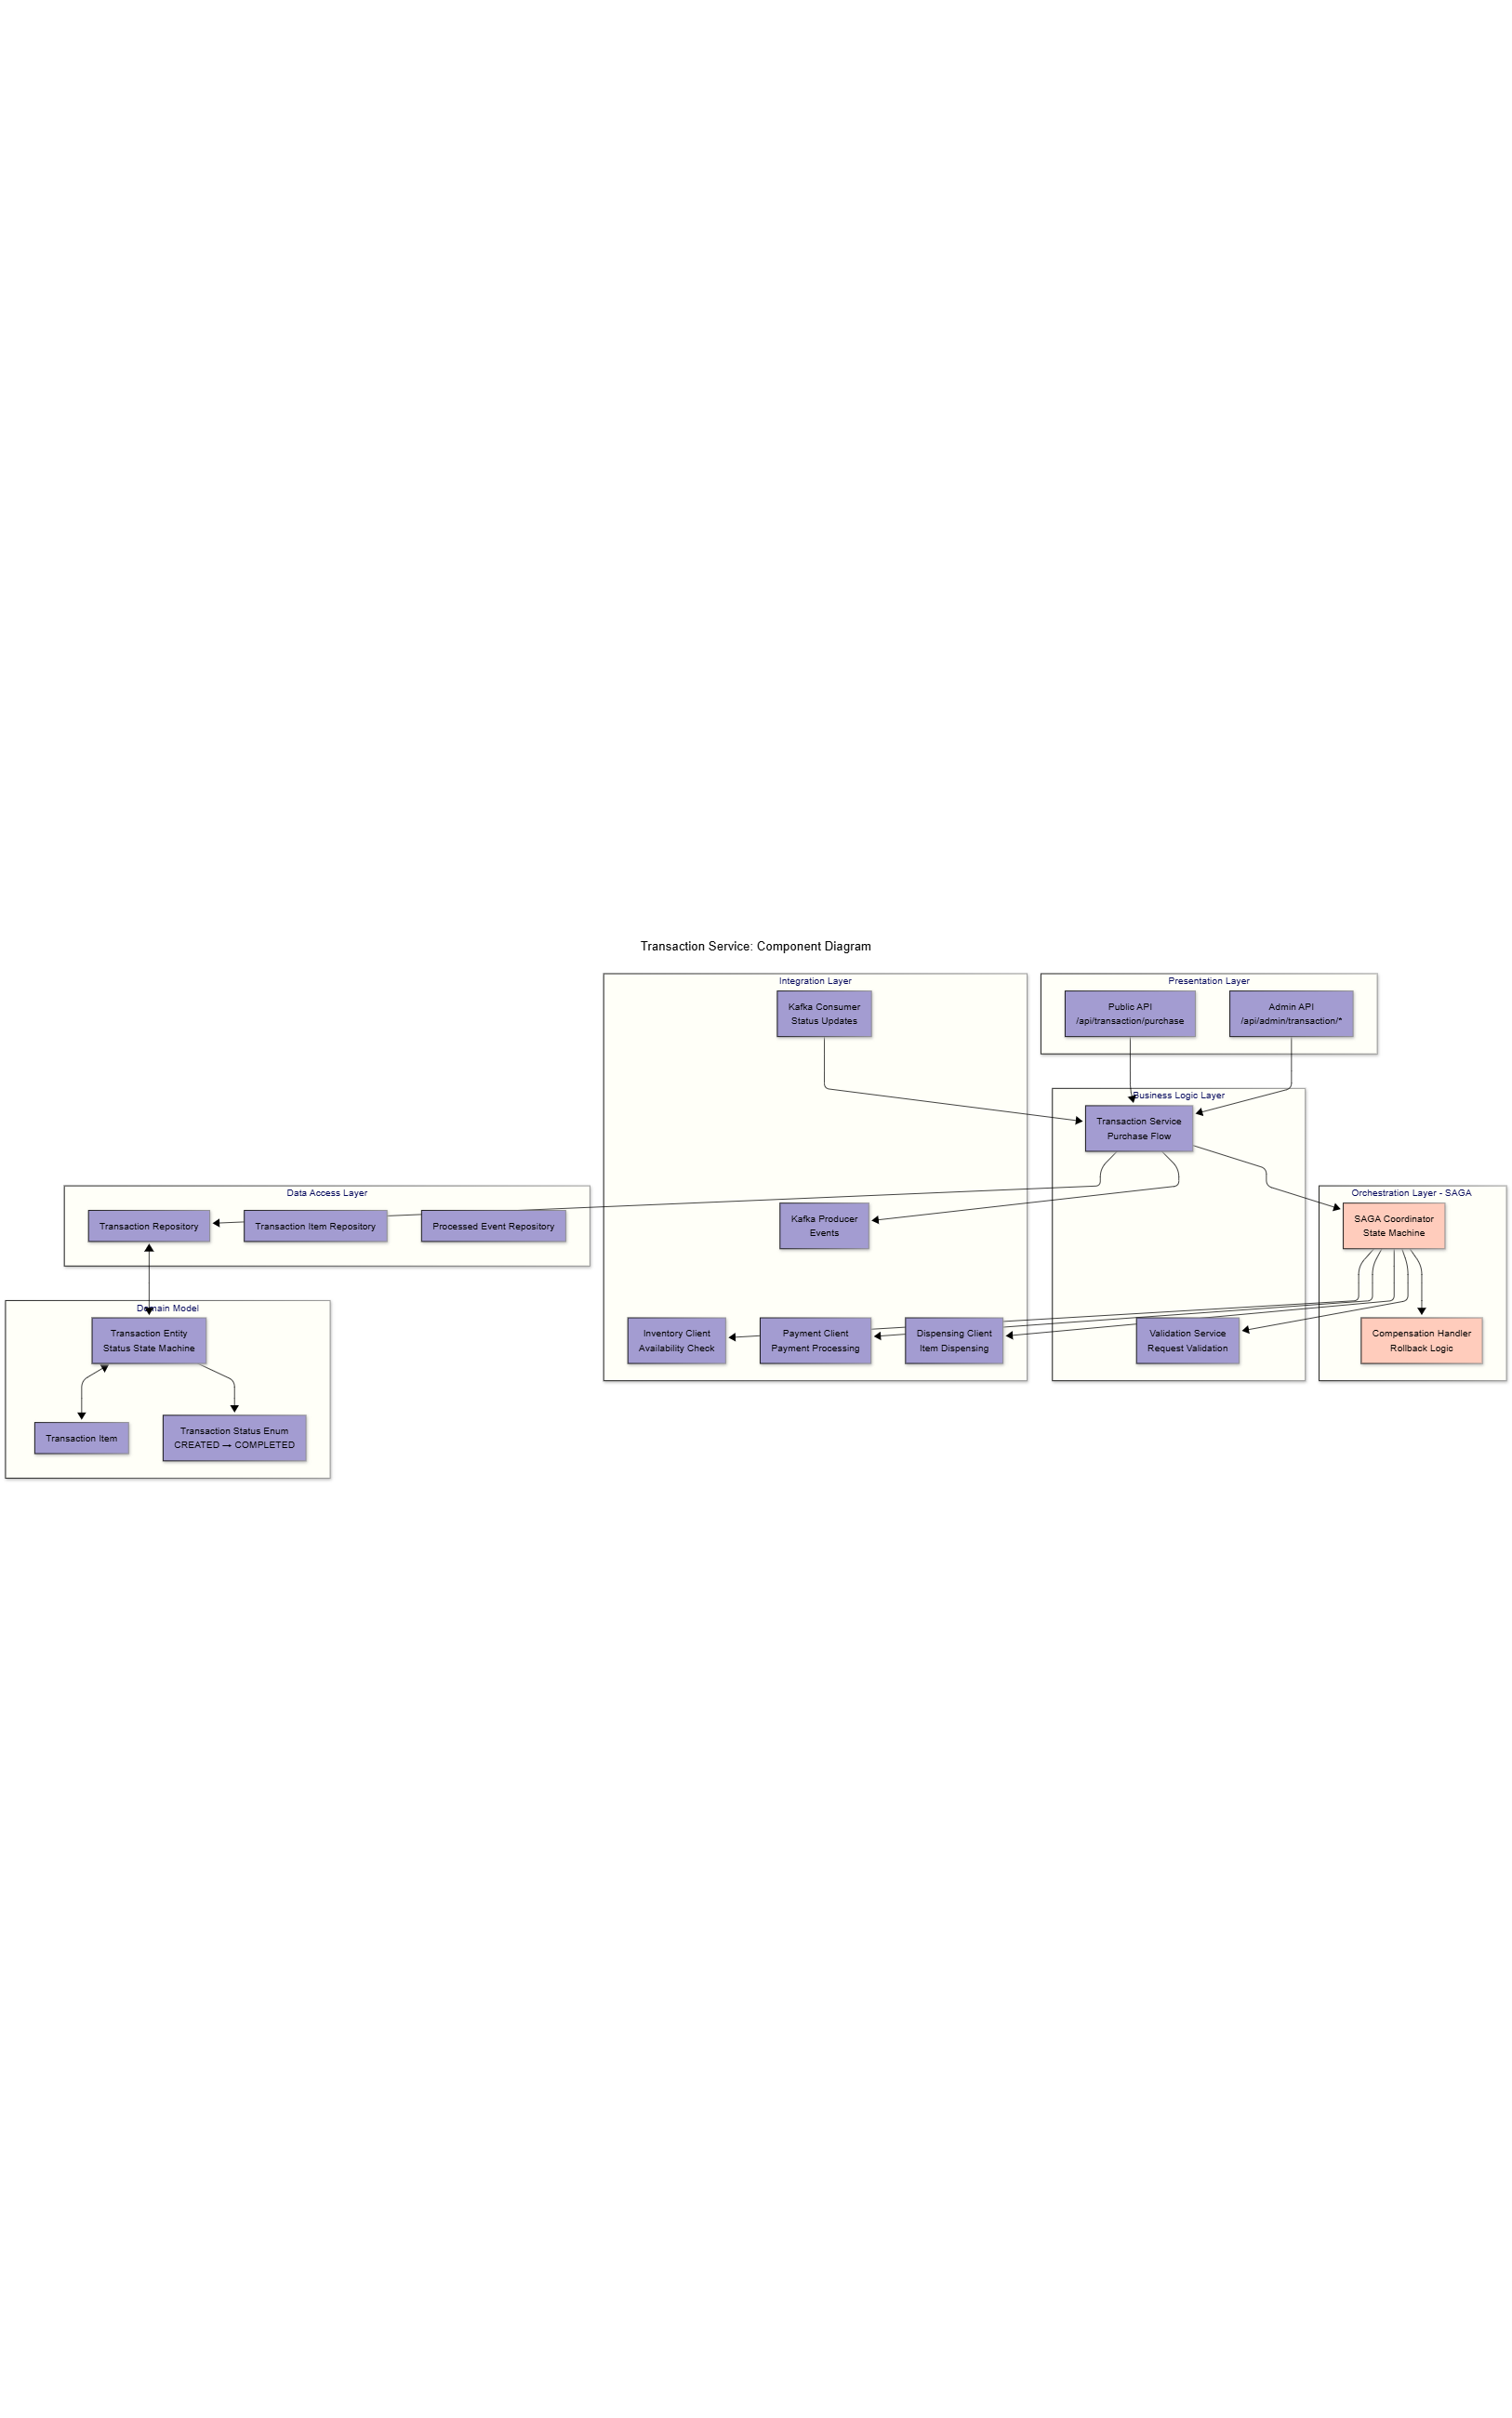 Transaction Service: Component Diagram
Integration Layer
Kafka Consumer
Status Updates
Presentation Layer
Public API
/api/transaction/purchase
Admin API
/api/admin/transaction/*
Business Logic Layer
Transaction Service
Purchase Flow
Data Access Layer
Transaction Repository
Transaction Item Repository
Processed Event Repository
Kafka Producer
Events
Orchestration Layer - SAGA
SAGA Coordinator
State Machine
Domain Model
Transaction Entity
Status State Machine
Inventory Client
Availability Check
Payment Client
Payment Processing
Dispensing Client
Item Dispensing
Validation Service
Request Validation
Compensation Handler
Rollback Logic
Transaction Item
Transaction Status Enum
CREATED → COMPLETED